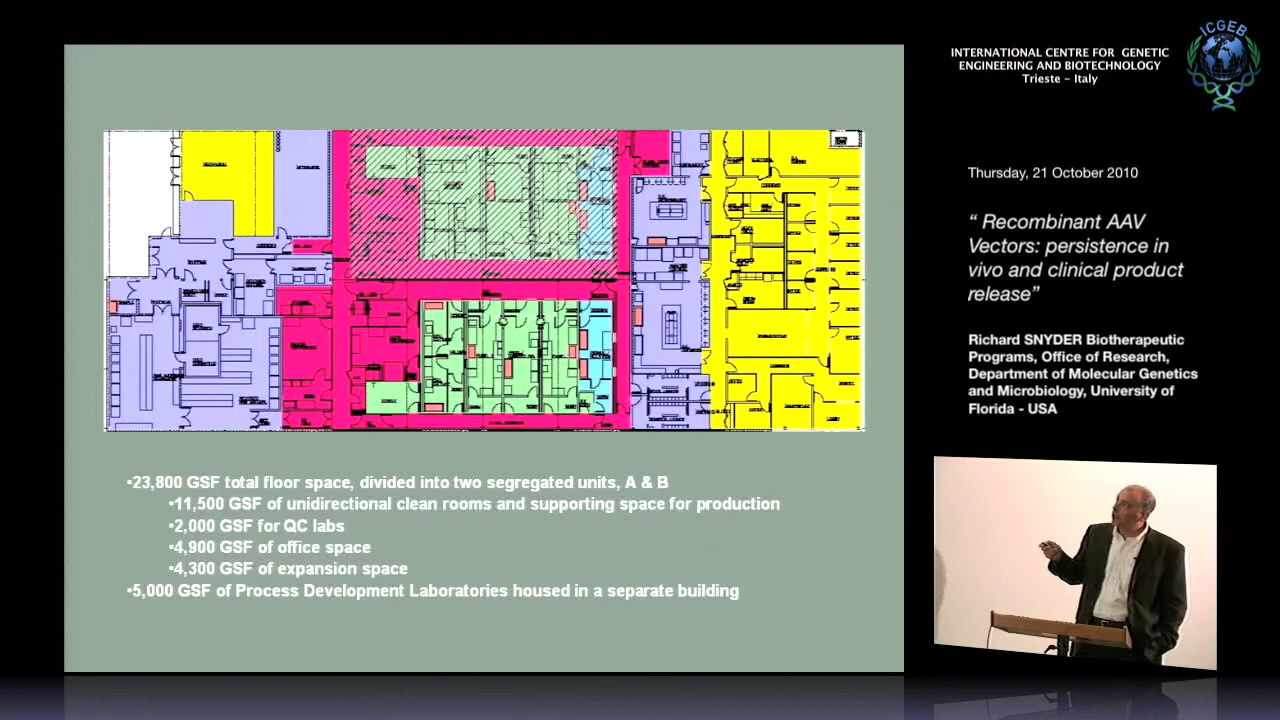 INTERNATIONAL CENTRE FOR GENETIC
ENGINEERING AND BIOTECHNOLOGY
Trieste - Italy
ICGEB
Thursday, 21 October 2010
“ Recombinant AAV
Vectors: persistence in
vivo and clinical product
release”
Richard SNYDER Biotherapeutic
Programs, Office of Research,
Department of Molecular Genetics
and Microbiology, University of
Florida - USA
•23,800 GSF total floor space, divided into two segregated units, A & B
•11,500 GSF of unidirectional clean rooms and supporting space for production
•2,000 GSF for QC labs
•4,900 GSF of office space
•4,300 GSF of expansion space
•5,000 GSF of Process Development Laboratories housed in a separate building